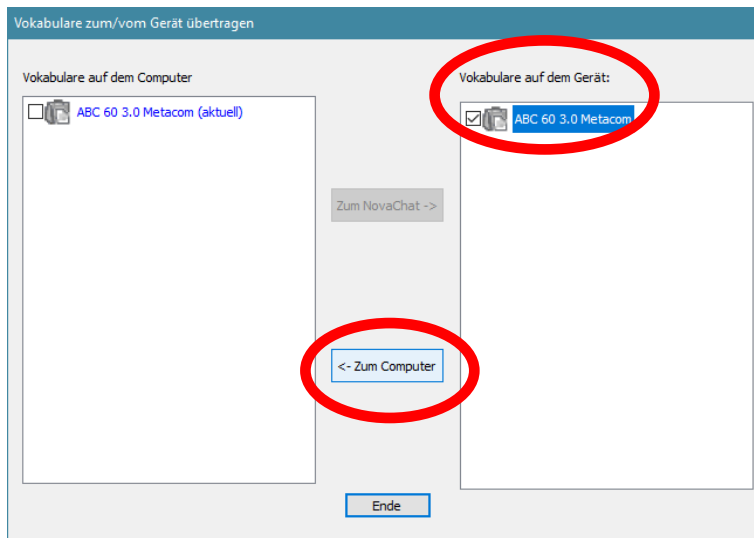 Vokabulare zum/vom Gerät übertragen
Vokabulare auf dem Computer
ABC 60 3.0 Metacom (aktuell)
Vokabulare auf dem Gerät:
ABC 60 3.0 Metacom
Zum NovaChat ->
<- Zum Computer
Ende